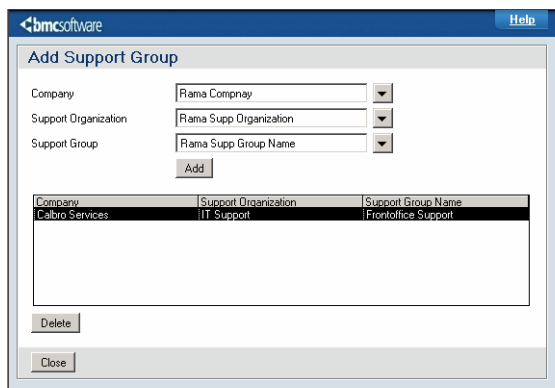 bmcsoftware
Help
Add Support Group
Company Rama Compnay
Support Organization Rama Supp Organization
Support Group Rama Supp Group Name
Add
Company Support Organization Support Group Name
Calbro Services IT Support Frontoffice Support
Delete
Close